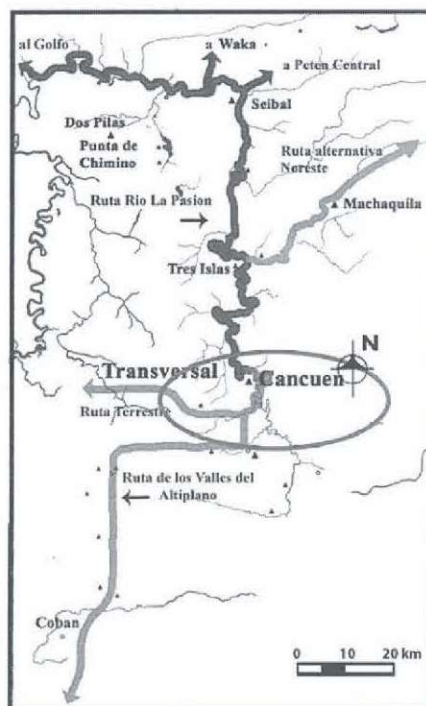 al Golfo
a Waka
a Peten Central
Seibal
Dos Pilas
Punta de
Chimino
Ruta alternativa
Noreste
Ruta Rio La Pasion
Machaquila
Tres Islas
N
Transversal
Cancuen
Ruta Terrestre
Ruta de los Valles del
Altiplano
Coban
0 10 20 km